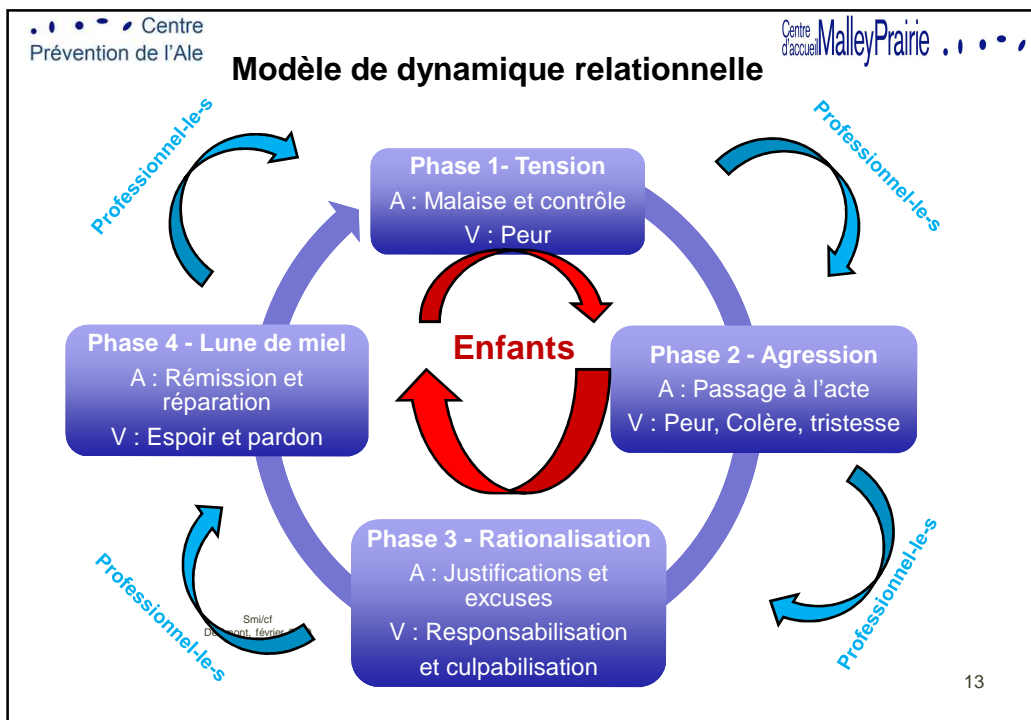 Centre
Prévention de l'Ale
Centre
d'accueil MalleyPrairie
Modèle de dynamique relationnelle
Professionnel-le-s
Professionnel-le-s
Phase 1- Tension
A : Malaise et contrôle
V : Peur
Phase 4 - Lune de miel
A : Rémission et
réparation
V : Espoir et pardon
Enfants
Phase 2 - Agression
A : Passage à l'acte
V : Peur, Colère, tristesse
Phase 3 - Rationalisation
A : Justifications et
excuses
V : Responsabilisation
et culpabilisation
Professionnel-le-s
Professionnel-le-s
Smi/cf
février
13